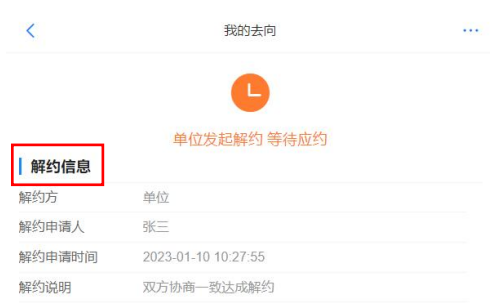 我的去向
单位发起解约 等待应约
解约信息
解约方 单位
解约申请人 张三
解约申请时间 2023-01-10 10:27:55
解约说明 双方协商一致达成解约